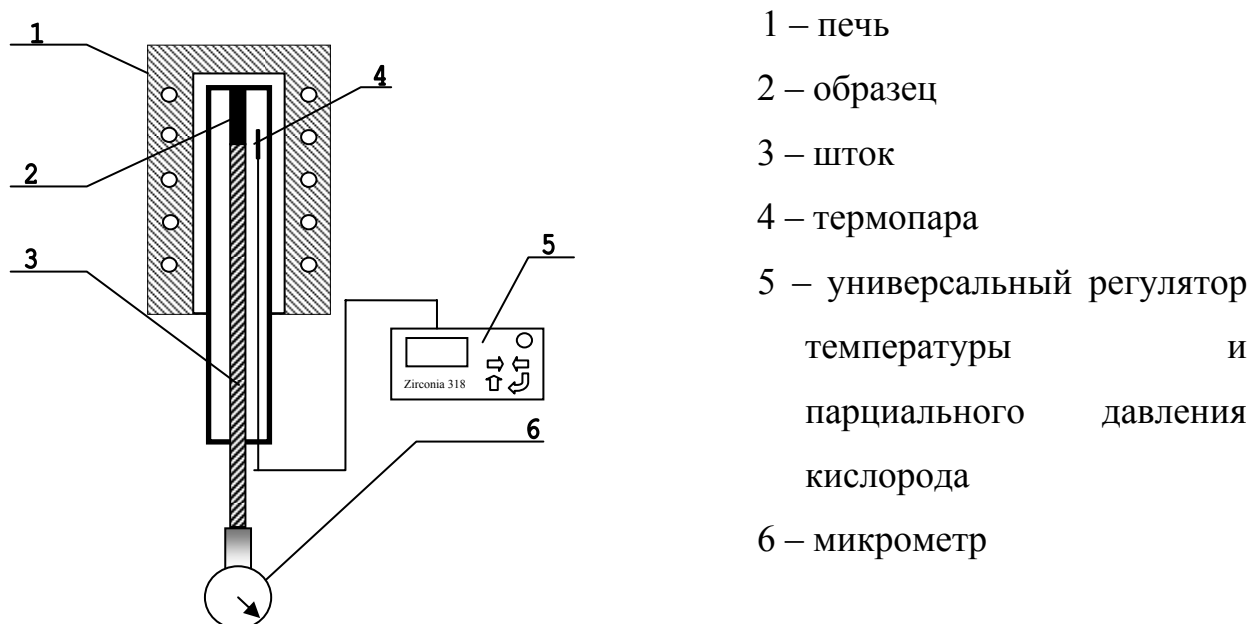 1
4
2
3
5
Zirconia 318
6
1 – печь
2 – образец
3 – шток
4 – термопара
5 – универсальный регулятор
температуры и
парциального давления
кислорода
6 – микрометр